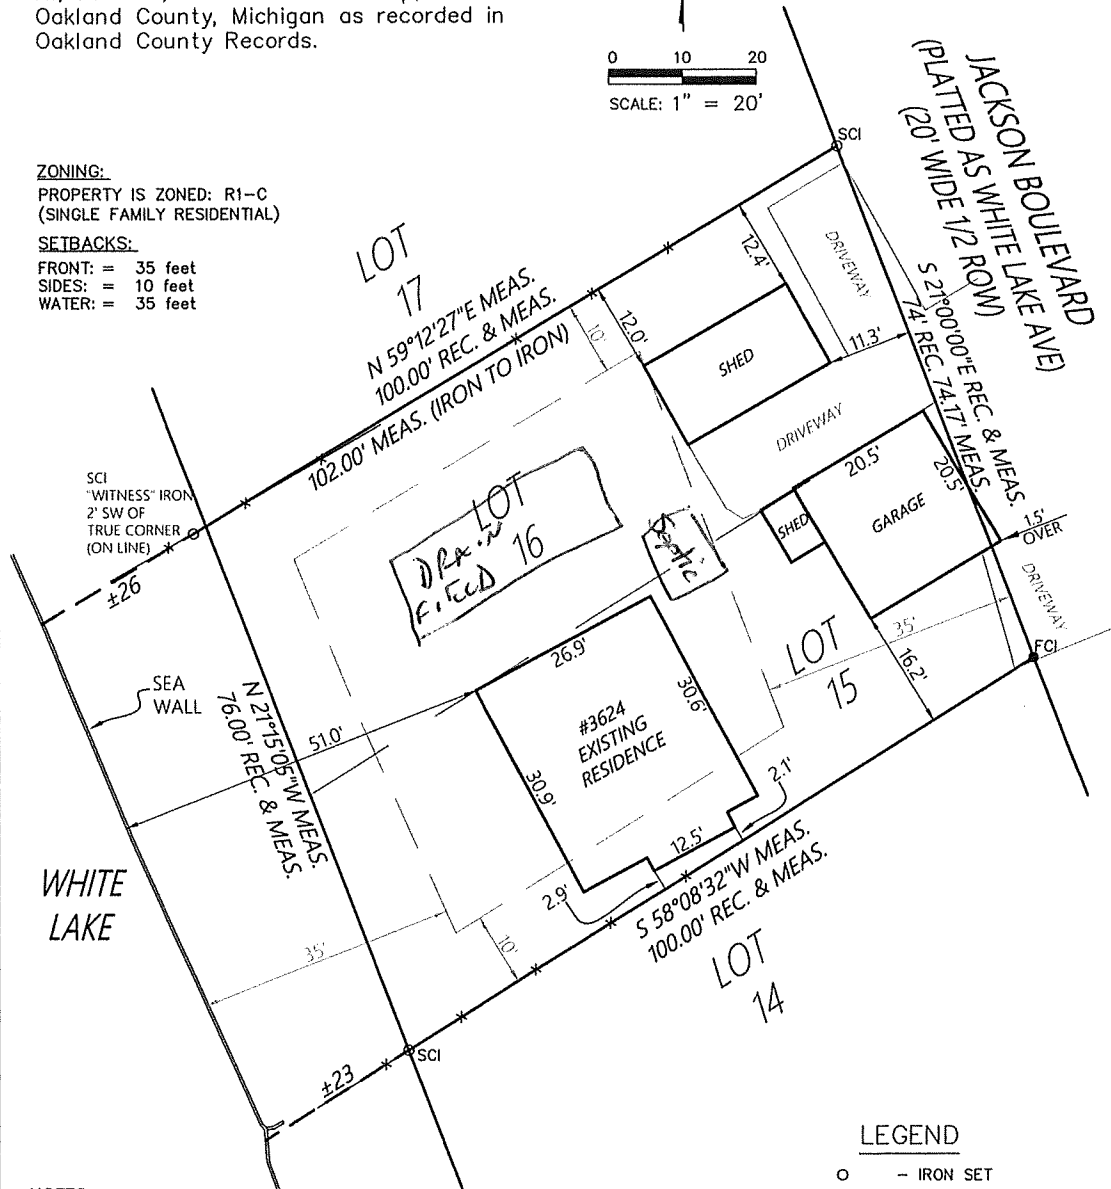 Oakland County, Michigan as recorded in
Oakland County Records.
0 10 20
SCALE: 1" = 20'
ZONING:
PROPERTY IS ZONED: R1-C
(SINGLE FAMILY RESIDENTIAL)
SETBACKS:
FRONT: = 35 feet
SIDES: = 10 feet
WATER: = 35 feet
JACKSON BOULEVARD
(PLATTED AS WHITE LAKE AVE)
(20' WIDE 1/2 ROW)
S 21°00'00"E REC. & MEAS.
74' REC. 74.17' MEAS.
SCI
LOT
17
N 59°12'27"E MEAS.
100.00' REC. & MEAS.
102.00' MEAS. (IRON TO IRON)
10'
12.0'
12.4'
DRIVEWAY
11.3'
SHED
DRIVEWAY
20.5'
20.5'
GARAGE
SHED
1.5'
OVER
DRIVEWAY
FCI
SCI
"WITNESS" IRON
2' SW OF
TRUE CORNER
(ON LINE)
±26
LOT
16
DRAIN
FIELD
Septic
LOT
15
35'
16.2'
SEA
WALL
N 21°15'05"W MEAS.
76.00' REC. & MEAS.
51.0'
26.9'
30.6'
#3624
EXISTING
RESIDENCE
30.9'
2.1'
12.5'
2.9'
WHITE
LAKE
35'
10'
S 58°08'32"W MEAS.
100.00' REC. & MEAS.
LOT
14
SCI
±23
LEGEND
O - IRON SET